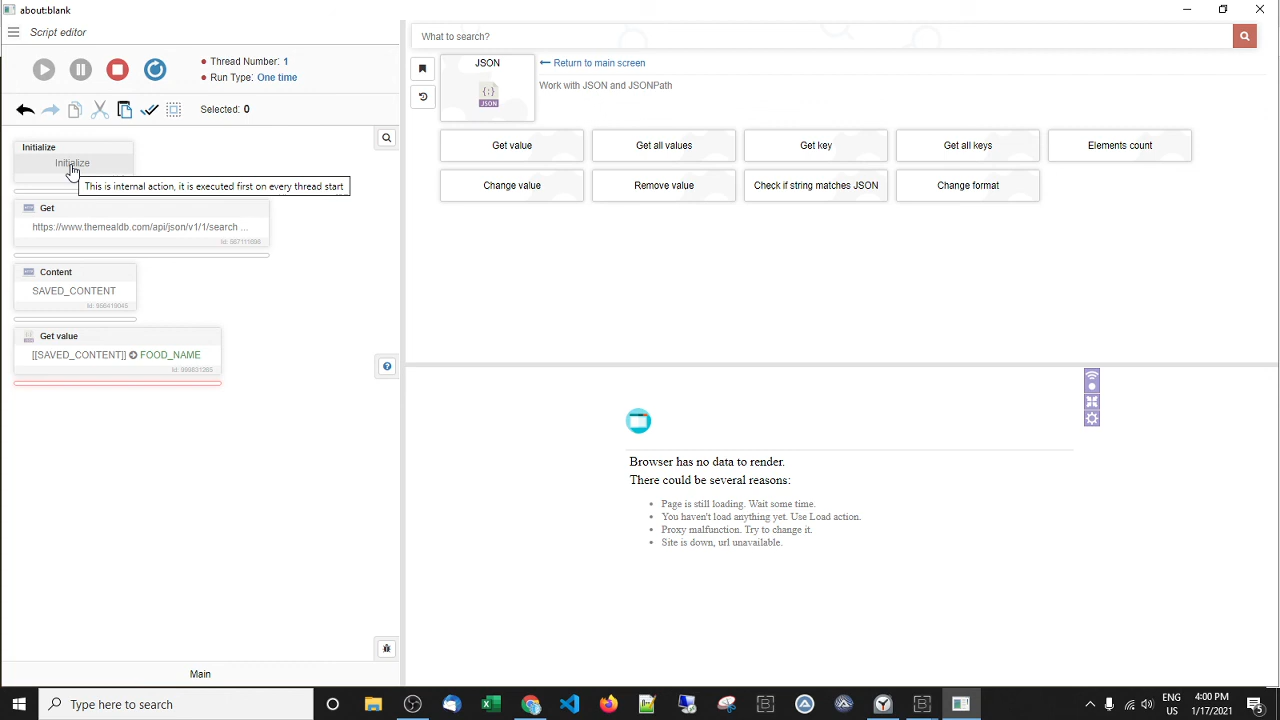 about:blank
Script editor
Thread Number: 1
Run Type: One time
Selected: 0
Initialize
Initialize
This is internal action, it is executed first on every thread start
Get
https://www.themealdb.com/api/json/v1/1/search ...
Content
SAVED_CONTENT
Get value
[[SAVED_CONTENT]] FOOD_NAME
Main
What to search?
JSON
{:}
JSON
Return to main screen
Work with JSON and JSONPath
Get value
Get all values
Get key
Get all keys
Elements count
Change value
Remove value
Check if string matches JSON
Change format
Browser has no data to render.
There could be several reasons:
Page is still loading. Wait some time.
You haven't load anything yet. Use Load action.
Proxy malfunction. Try to change it.
Site is down, url unavailable.
Type here to search
ENG
US
4:00 PM
1/17/2021